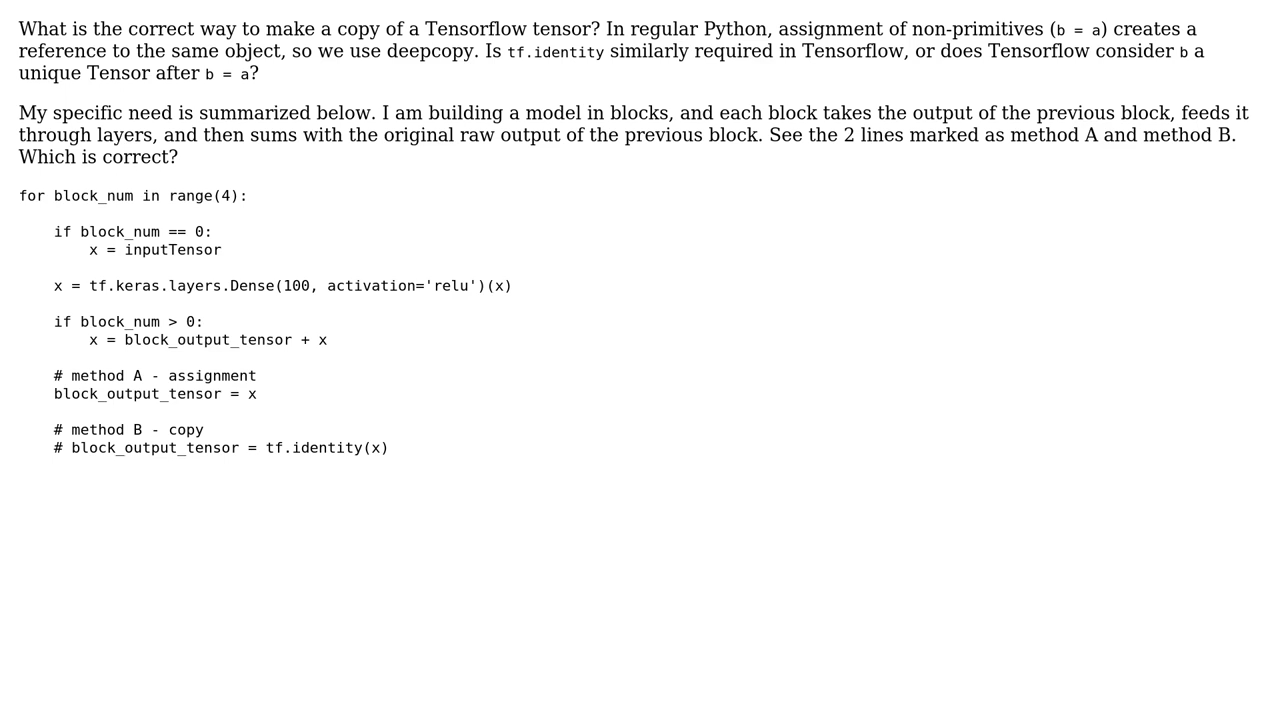 What is the correct way to make a copy of a Tensorflow tensor? In regular Python, assignment of non-primitives (b = a) creates a
reference to the same object, so we use deepcopy. Is tf.identity similarly required in Tensorflow, or does Tensorflow consider b a
unique Tensor after b = a?
My specific need is summarized below. I am building a model in blocks, and each block takes the output of the previous block, feeds it
through layers, and then sums with the original raw output of the previous block. See the 2 lines marked as method A and method B.
Which is correct?
for block_num in range(4):
    if block_num == 0:
        x = inputTensor
    x = tf.keras.layers.Dense(100, activation='relu')(x)
    if block_num > 0:
        x = block_output_tensor + x
    # method A - assignment
    block_output_tensor = x
    # method B - copy
    # block_output_tensor = tf.identity(x)